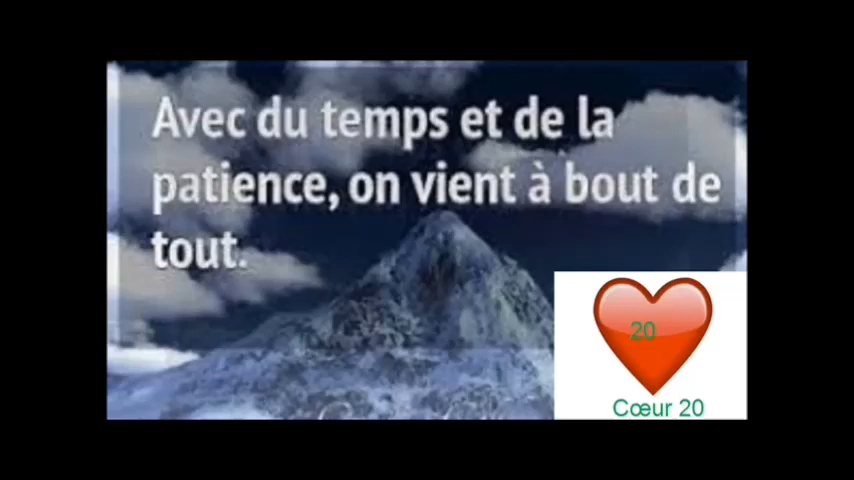 Avec du temps et de la
patience, on vient à bout de
tout.
20
Cœur 20